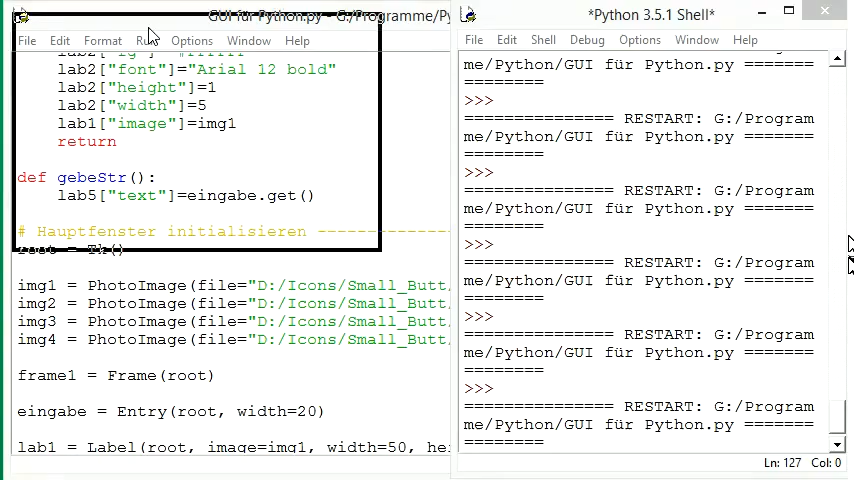 GUI für Python.py - G:/Programme/Py
File Edit Format Run Options Window Help
lab2["font"]="Arial 12 bold"
lab2["height"]=1
lab2["width"]=5
lab1["image"]=img1
return
def gebeStr():
lab5["text"]=eingabe.get()
# Hauptfenster initialisieren ---------------
root = Tk()
img1 = PhotoImage(file="D:/Icons/Small_Butt
img2 = PhotoImage(file="D:/Icons/Small_Butt
img3 = PhotoImage(file="D:/Icons/Small_Butt
img4 = PhotoImage(file="D:/Icons/Small_Butt
frame1 = Frame(root)
eingabe = Entry(root, width=20)
lab1 = Label(root, image=img1, width=50, hei
*Python 3.5.1 Shell*
File Edit Shell Debug Options Window Help
me/Python/GUI für Python.py =======
========
>>>
=============== RESTART: G:/Program
me/Python/GUI für Python.py =======
========
>>>
=============== RESTART: G:/Program
me/Python/GUI für Python.py =======
========
>>>
=============== RESTART: G:/Program
me/Python/GUI für Python.py =======
========
>>>
=============== RESTART: G:/Program
me/Python/GUI für Python.py =======
========
>>>
=============== RESTART: G:/Program
me/Python/GUI für Python.py =======
========
Ln: 127 Col: 0